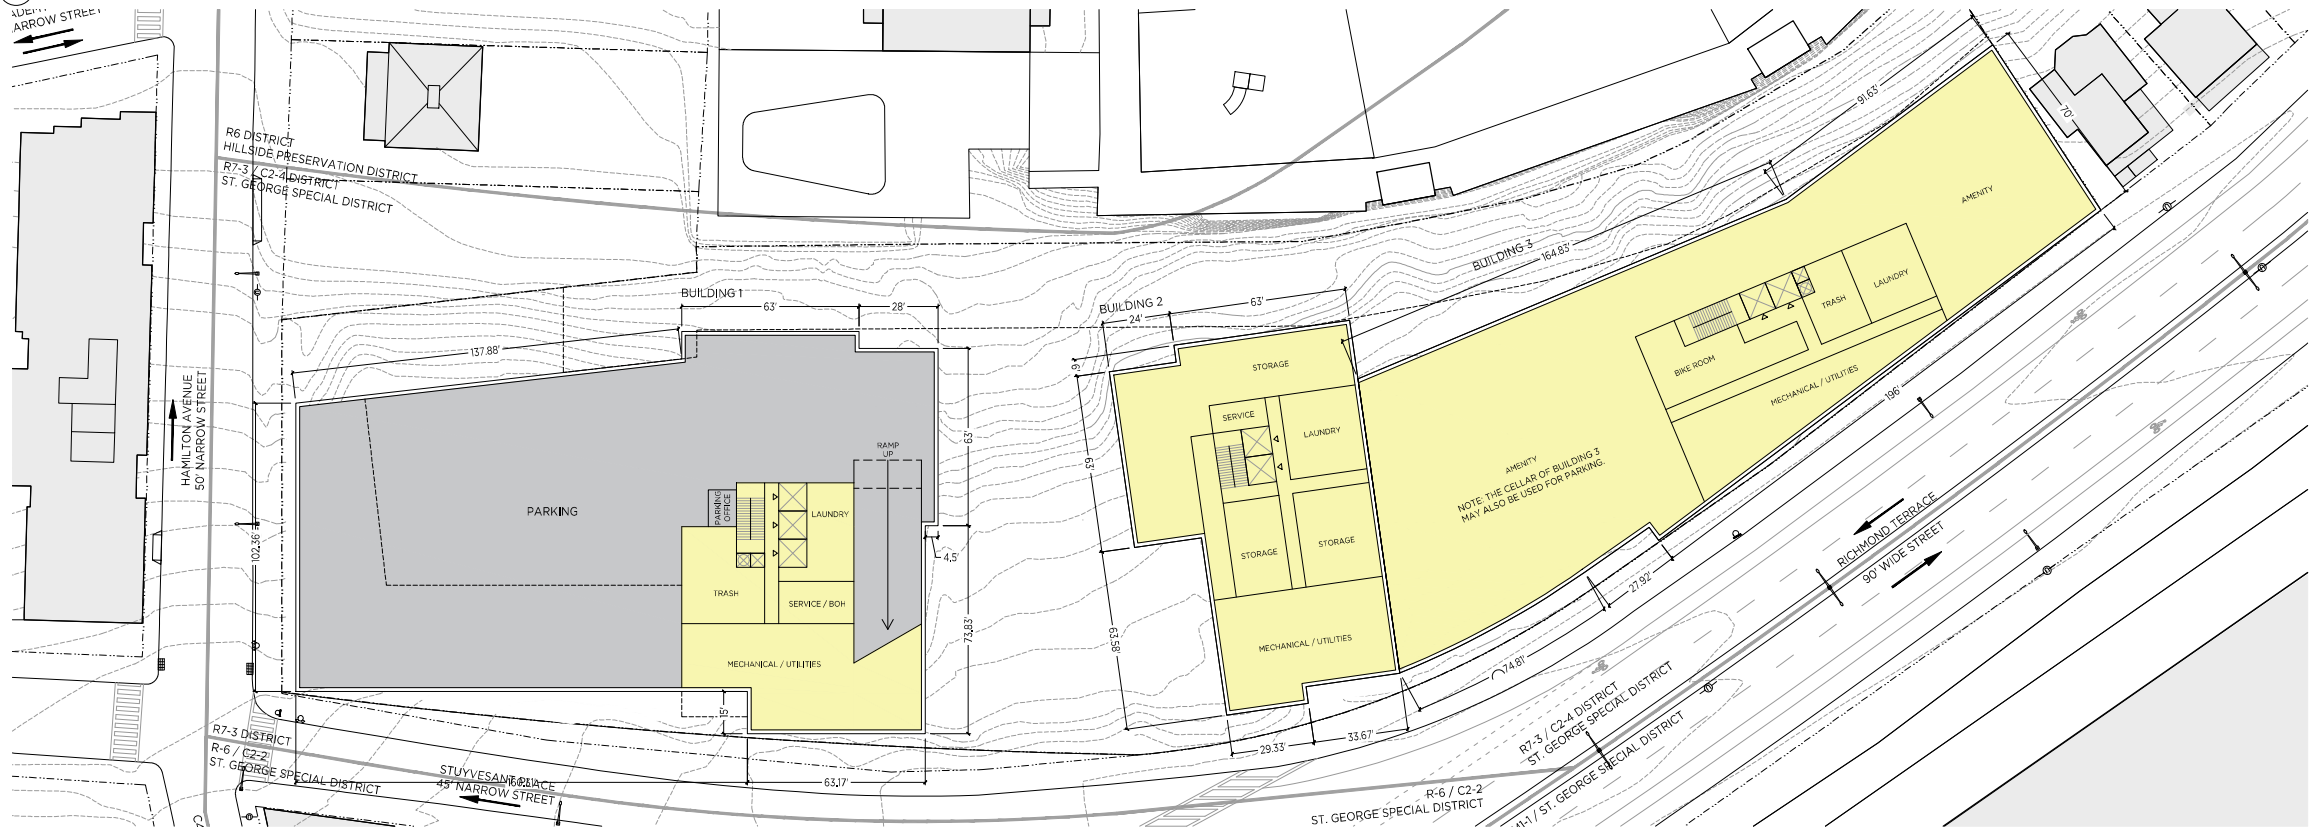 NARROW STREET
R6 DISTRICT
HILLSIDE PRESERVATION DISTRICT
R7-3 / C2-4 DISTRICT
ST. GEORGE SPECIAL DISTRICT
HAMILTON AVENUE
50' NARROW STREET
BUILDING 1
63'
28'
137.88'
102.36'
PARKING
PARKING
OFFICE
RAMP
UP
LAUNDRY
TRASH
SERVICE / BOH
MECHANICAL / UTILITIES
63'
4.5'
73.83'
15'
63.17'
BUILDING 2
24'
63'
9'
63'
63.58'
STORAGE
SERVICE
LAUNDRY
STORAGE
STORAGE
MECHANICAL / UTILITIES
29.33'
33.67'
BUILDING 3
164.83'
91.63'
70'
AMENITY
LAUNDRY
TRASH
BIKE ROOM
MECHANICAL / UTILITIES
AMENITY
NOTE: THE CELLAR OF BUILDING 3
MAY ALSO BE USED FOR PARKING.
196'
27.92'
74.81'
RICHMOND TERRACE
90' WIDE STREET
R7-3 / C2-4 DISTRICT
ST. GEORGE SPECIAL DISTRICT
M1-1 / ST. GEORGE SPECIAL DISTRICT
R7-3 DISTRICT
R-6 / C2-2
ST. GEORGE SPECIAL DISTRICT
STUYVESANT PLACE
45' NARROW STREET
R-6 / C2-2
ST. GEORGE SPECIAL DISTRICT